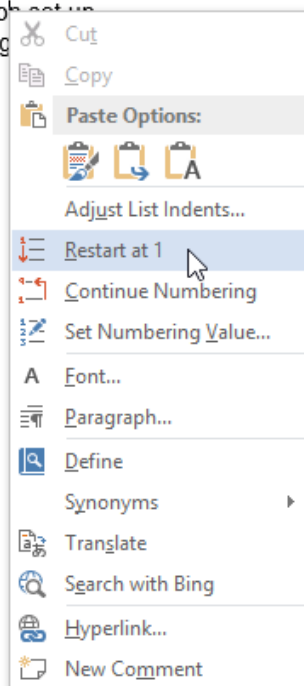 Cut
Copy
Paste Options:
Adjust List Indents...
Restart at 1
Continue Numbering
Set Numbering Value...
Font...
Paragraph...
Define
Synonyms
Translate
Search with Bing
Hyperlink...
New Comment